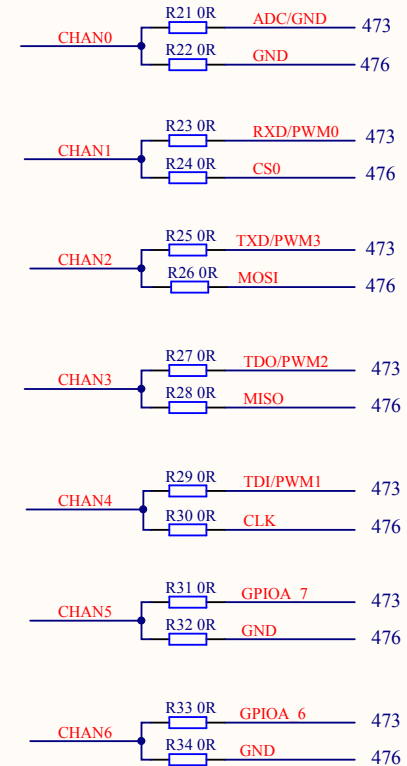 R21 0R ADC/GND 473
CHAN0
R22 0R GND 476
R23 0R RXD/PWM0 473
CHAN1
R24 0R CS0 476
R25 0R TXD/PWM3 473
CHAN2
R26 0R MOSI 476
R27 0R TDO/PWM2 473
CHAN3
R28 0R MISO 476
R29 0R TDI/PWM1 473
CHAN4
R30 0R CLK 476
R31 0R GPIOA_7 473
CHAN5
R32 0R GND 476
R33 0R GPIOA_6 473
CHAN6
R34 0R GND 476